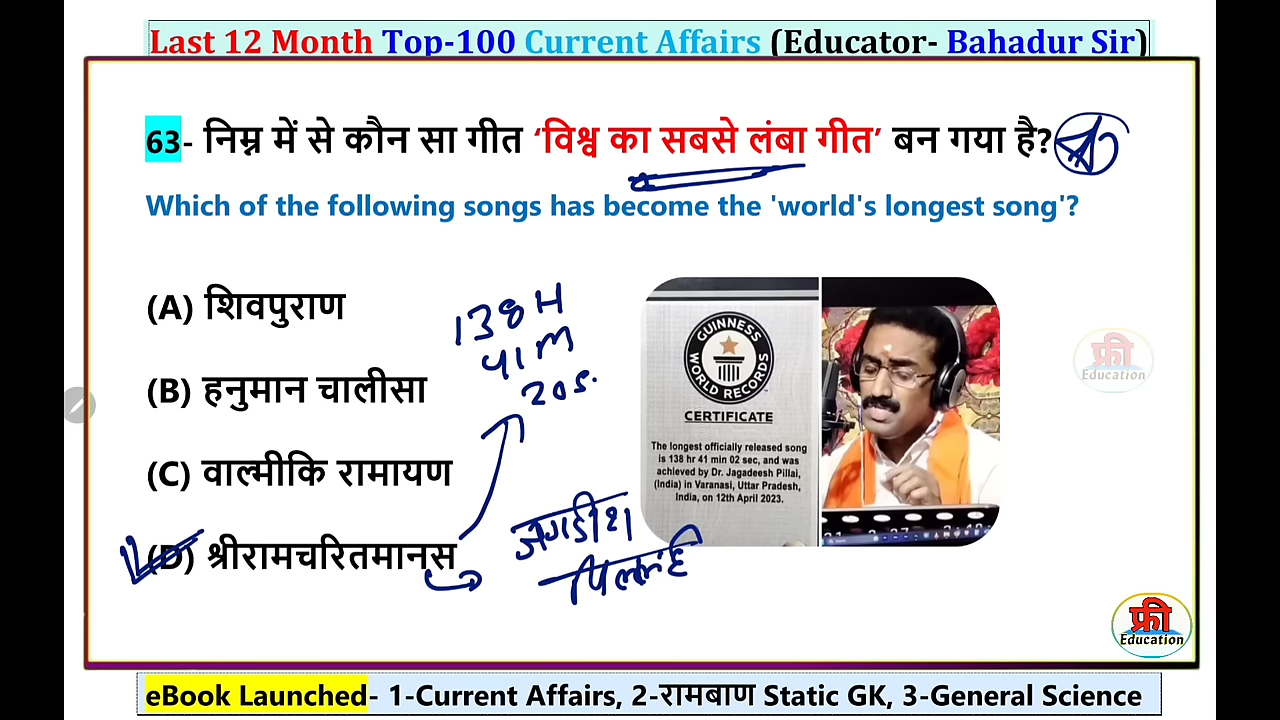 Last 12 Month Top-100 Current Affairs (Educator- Bahadur Sir)
63- निम्न में से कौन सा गीत ‘विश्व का सबसे लंबा गीत’ बन गया है?
Which of the following songs has become the 'world's longest song'?
(A) शिवपुराण
(B) हनुमान चालीसा
(C) वाल्मीकि रामायण
(D) श्रीरामचरितमानस
138 H
41 m
20 s.
जगदीश
GUINNESS
WORLD RECORDS
CERTIFICATE
The longest officially released song
is 138 hr 41 min 02 sec, and was
achieved by Dr. Jagadeesh Pillai,
(India) in Varanasi, Uttar Pradesh,
India, on 12th April 2023.
फ्री
Education
फ्री
Education
eBook Launched- 1-Current Affairs, 2-रामबाण Static GK, 3-General Science